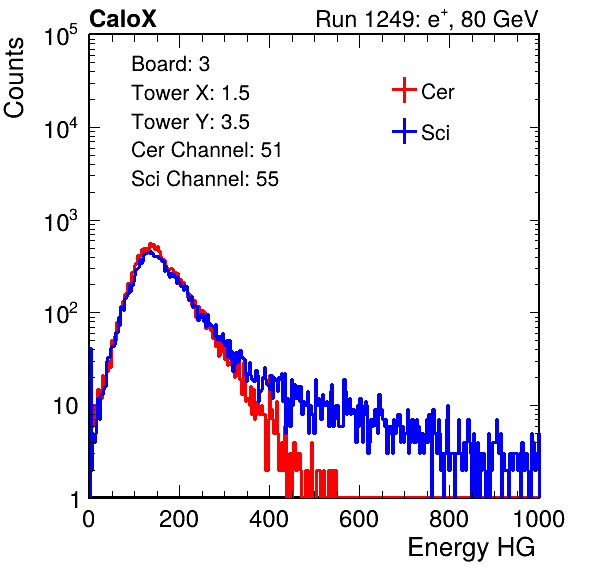 CaloX Run 1249: e⁺, 80 GeV
Counts
10⁵
10⁴
10³
10²
10
1
Board: 3
Tower X: 1.5
Tower Y: 3.5
Cer Channel: 51
Sci Channel: 55
Cer
Sci
0 200 400 600 800 1000
Energy HG